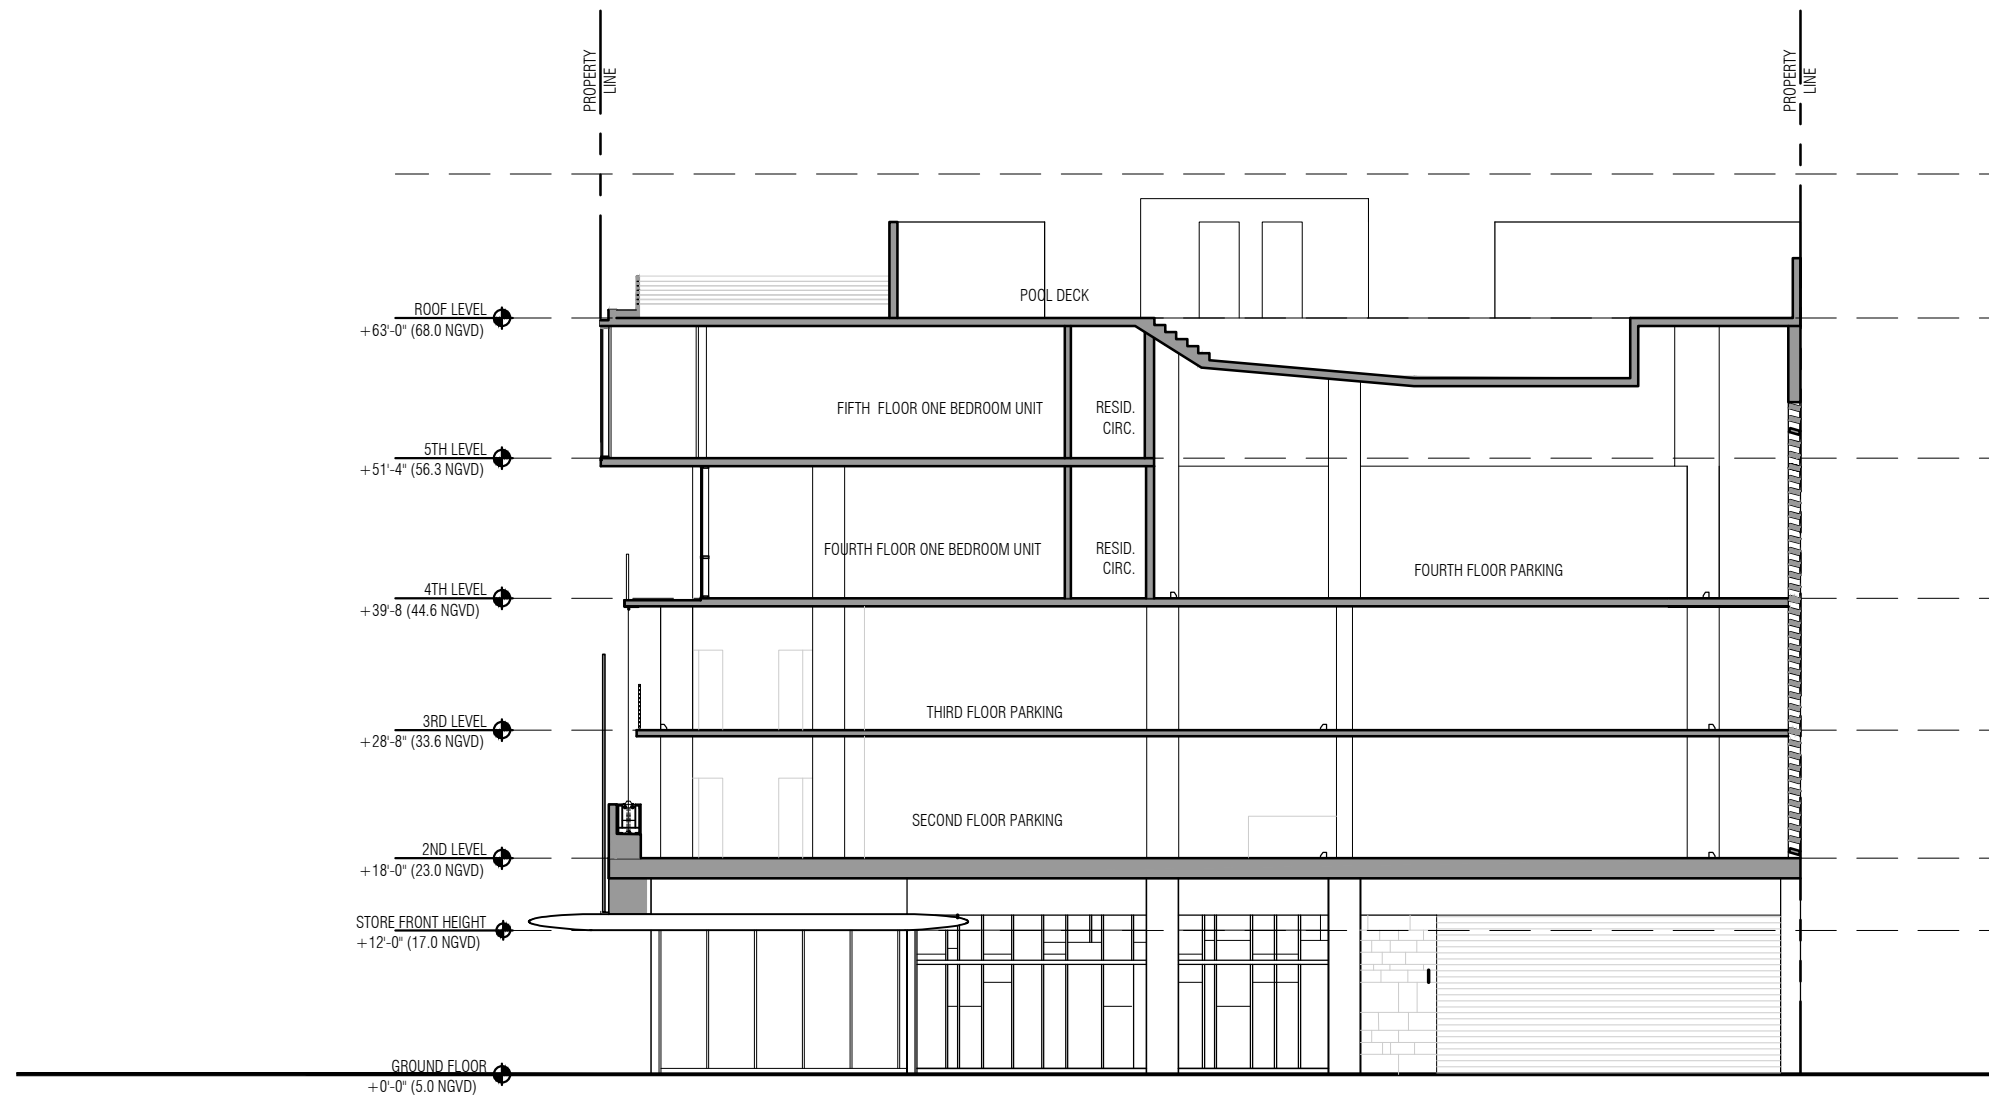 PROPERTY
LINE
PROPERTY
LINE
POOL DECK
ROOF LEVEL
+63'-0" (68.0 NGVD)
FIFTH FLOOR ONE BEDROOM UNIT
RESID.
CIRC.
5TH LEVEL
+51'-4" (56.3 NGVD)
FOURTH FLOOR ONE BEDROOM UNIT
RESID.
CIRC.
FOURTH FLOOR PARKING
4TH LEVEL
+39'-8 (44.6 NGVD)
THIRD FLOOR PARKING
3RD LEVEL
+28'-8" (33.6 NGVD)
SECOND FLOOR PARKING
2ND LEVEL
+18'-0" (23.0 NGVD)
STORE FRONT HEIGHT
+12'-0" (17.0 NGVD)
GROUND FLOOR
+0'-0" (5.0 NGVD)